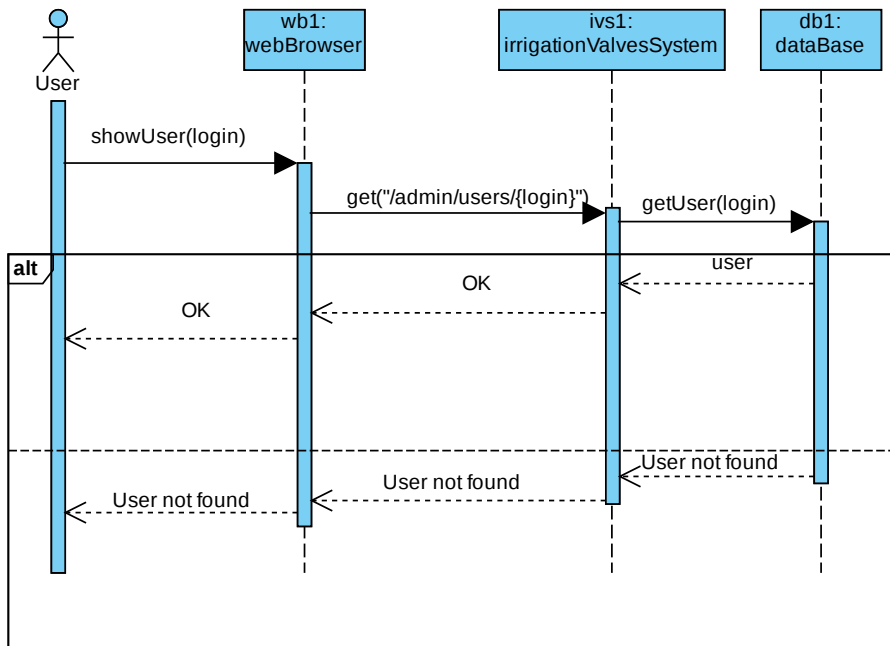 wb1:
webBrowser
ivs1:
irrigationValvesSystem
db1:
dataBase
User
showUser(login)
get("/admin/users/{login}")
getUser(login)
alt
user
OK
OK
User not found
User not found
User not found